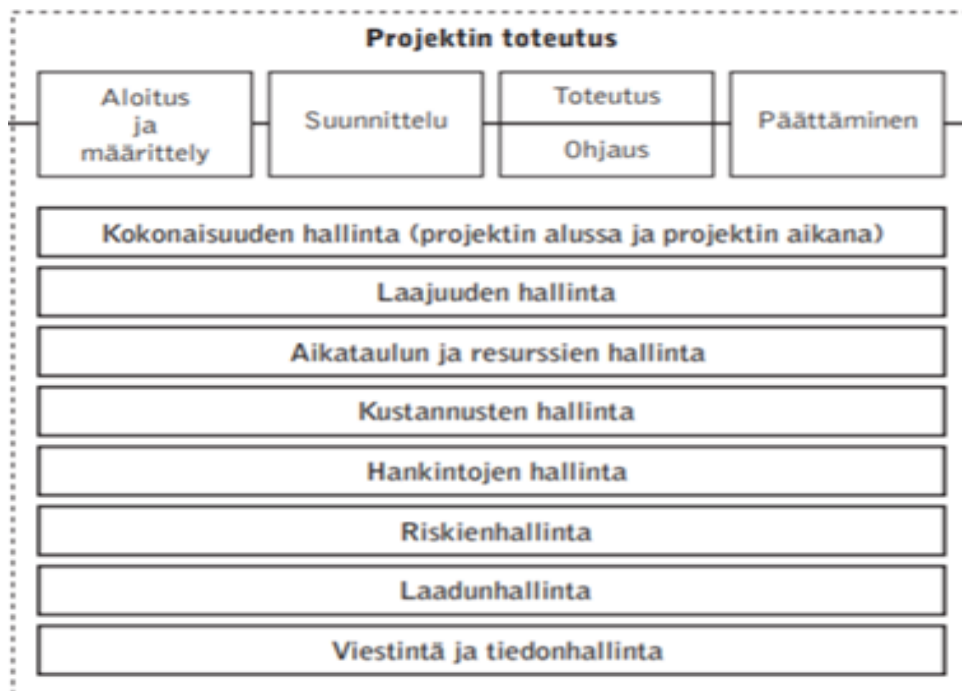 Projektin toteutus
Aloitus
ja
määrittely
Suunnittelu
Toteutus
Ohjaus
Päättäminen
Kokonaisuuden hallinta (projektin alussa ja projektin aikana)
Laajuuden hallinta
Aikataulun ja resurssien hallinta
Kustannusten hallinta
Hankintojen hallinta
Riskienhallinta
Laadunhallinta
Viestintä ja tiedonhallinta